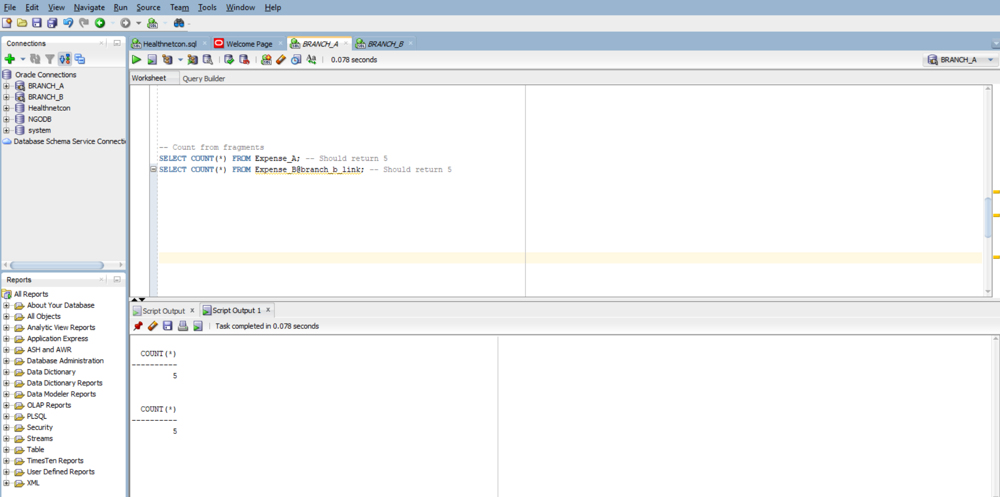 File Edit View Navigate Run Source Team Tools Window Help
Connections
Oracle Connections
BRANCH_A
BRANCH_B
Healthnetcon
NGODB
system
Database Schema Service Connecti
Reports
All Reports
About Your Database
All Objects
Analytic View Reports
Application Express
ASH and AWR
Database Administration
Data Dictionary
Data Dictionary Reports
Data Modeler Reports
OLAP Reports
PLSQL
Security
Streams
Table
TimesTen Reports
User Defined Reports
XML
Healthnetcon.sql Welcome Page BRANCH_A BRANCH_B
0.078 seconds
BRANCH_A
Worksheet Query Builder
-- Count from fragments
SELECT COUNT(*) FROM Expense_A; -- Should return 5
SELECT COUNT(*) FROM Expense_B@branch_b_link; -- Should return 5
Script Output x Script Output 1 x
Task completed in 0.078 seconds
COUNT(*)
----------
5
COUNT(*)
----------
5